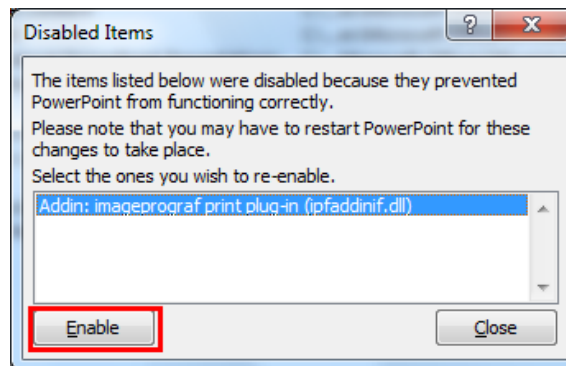 Disabled Items
The items listed below were disabled because they prevented
PowerPoint from functioning correctly.
Please note that you may have to restart PowerPoint for these
changes to take place.
Select the ones you wish to re-enable.
Addin: imageprograf print plug-in (ipfaddinif.dll)
Enable
Close